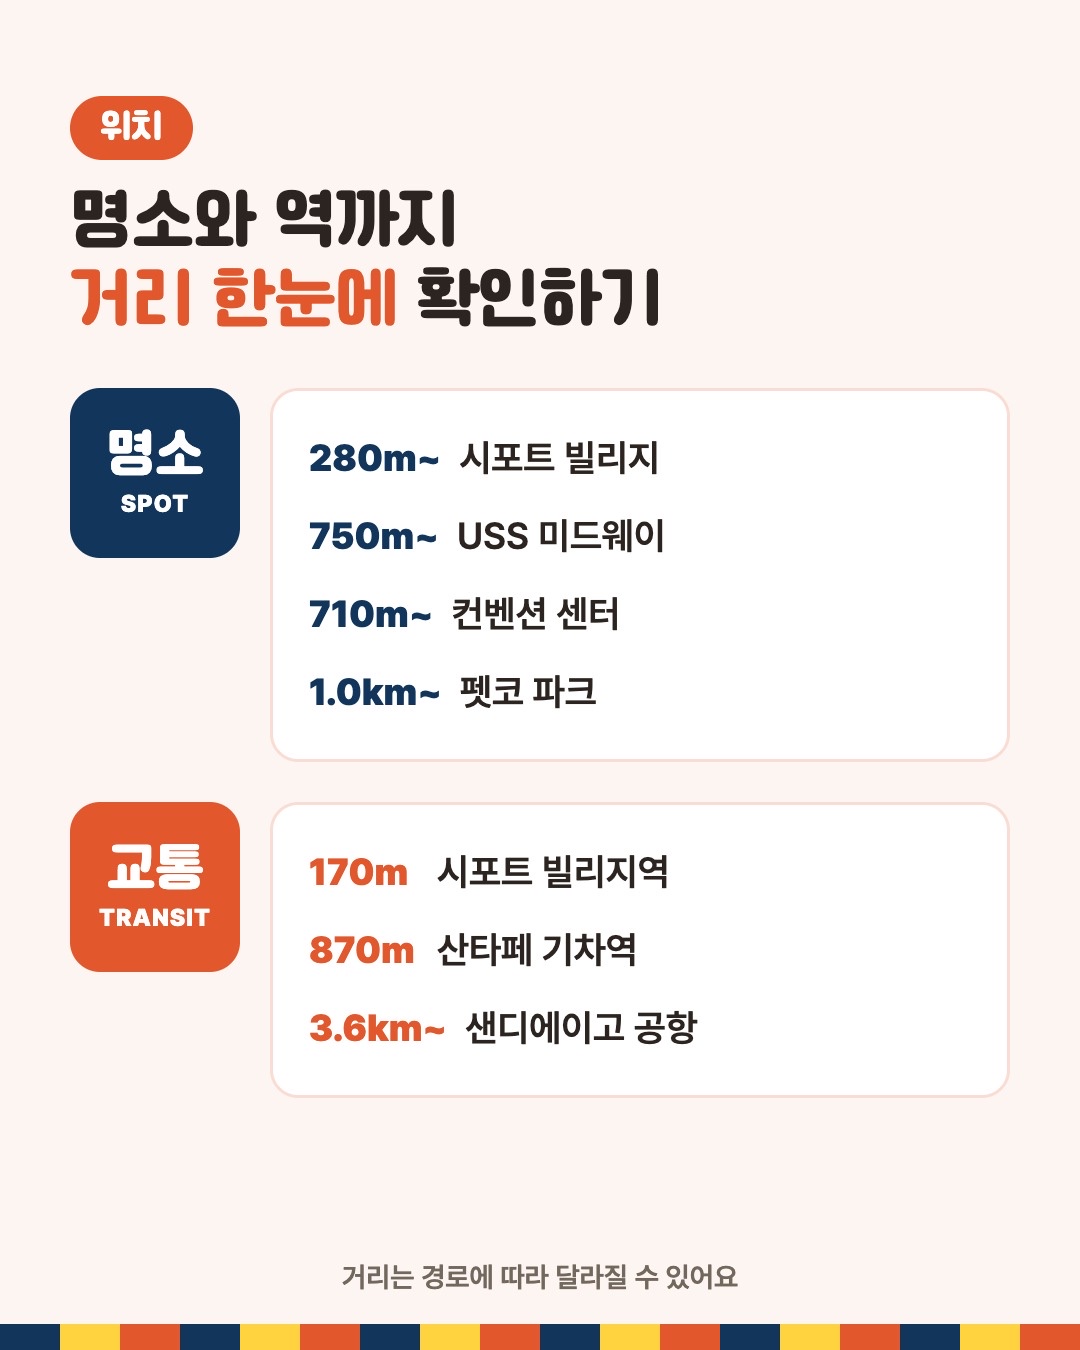 위치
명소와 역까지
거리 한눈에 확인하기
명소
SPOT
280m~ 시포트 빌리지
750m~ USS 미드웨이
710m~ 컨벤션 센터
1.0km~ 펫코 파크
교통
TRANSIT
170m 시포트 빌리지역
870m 산타페 기차역
3.6km~ 샌디에이고 공항
거리는 경로에 따라 달라질 수 있어요